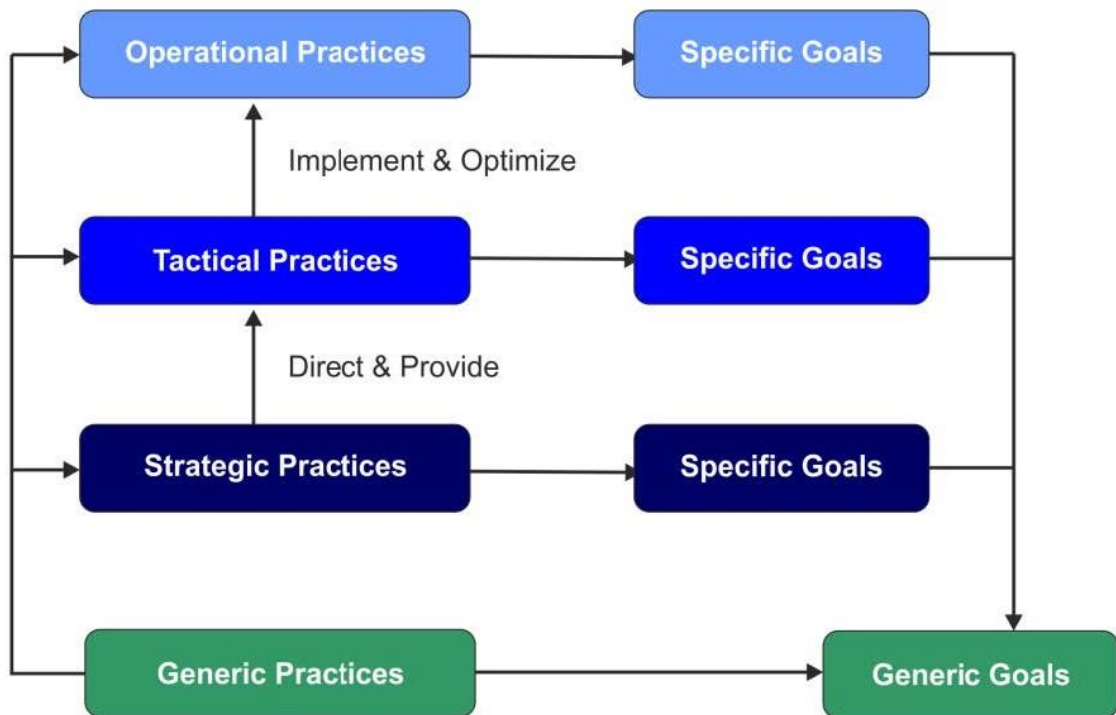 Operational Practices
Specific Goals
Implement & Optimize
Tactical Practices
Specific Goals
Direct & Provide
Strategic Practices
Specific Goals
Generic Practices
Generic Goals